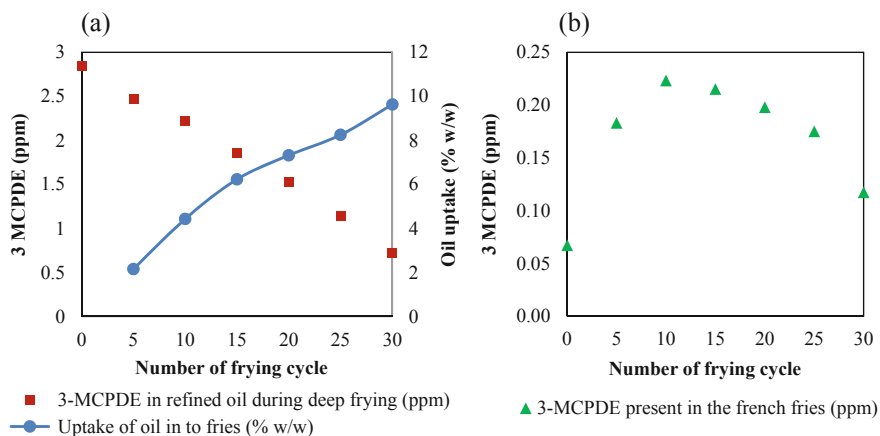 (a)
3 MCPDE (ppm)
3
2.5
2
1.5
1
0.5
0
12
10
8
6
4
2
0
Oil uptake (% w/w)
0 5 10 15 20 25 30
Number of frying cycle
3-MCPDE in refined oil during deep frying (ppm)
Uptake of oil in to fries (% w/w)
(b)
3 MCPDE (ppm)
0.25
0.20
0.15
0.10
0.05
0.00
0 5 10 15 20 25 30
Number of frying cycle
3-MCPDE present in the french fries (ppm)